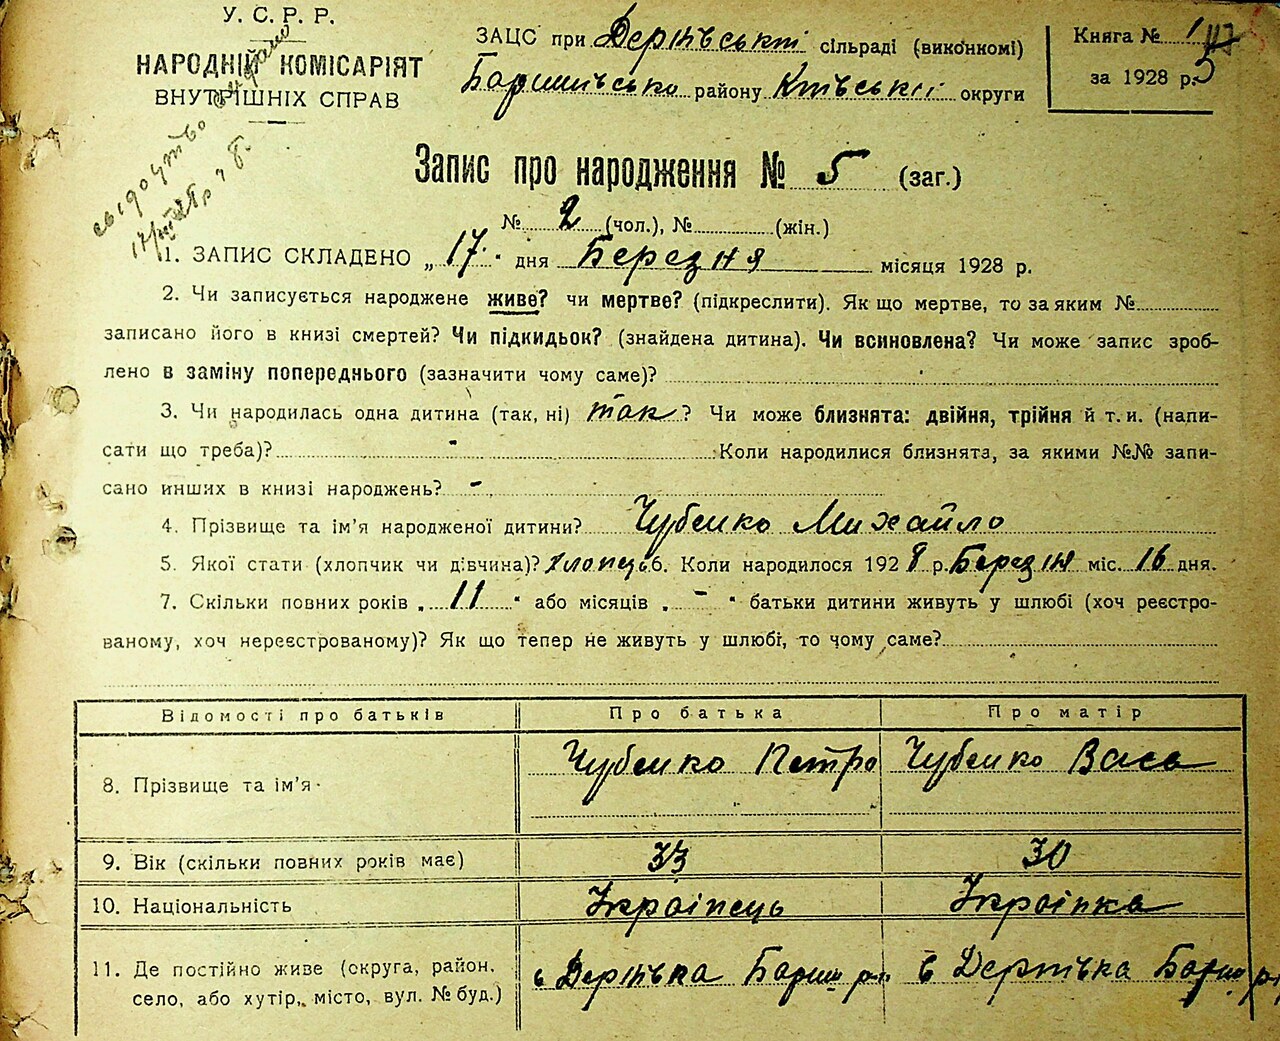 У. С. Р. Р.
НАРОДНІЙ КОМІСАРІЯТ
ВНУТРІШНІХ СПРАВ
ЗАЦС при Дернівській сільраді (виконкомі)
Баришівсько району Київської округи
Книга № 1
за 1928 р.
Запис про народження № 5 (заг.)
№ 2 (чол.), № (жін.)
1. ЗАПИС СКЛАДЕНО „17" дня Березня місяця 1928 р.
2. Чи записується народжене живе? чи мертве? (підкреслити). Як що мертве, то за яким №
записано його в книзі смертей? Чи підкидьок? (знайдена дитина). Чи всиновлена? Чи може запис зроб-
лено в заміну попереднього (зазначити чому саме)?
3. Чи народилась одна дитина (так, ні) так? Чи може близнята: двійня, трійня й т. и. (напи-
сати що треба)? - Коли народилися близнята, за якими №№ запи-
сано инших в книзі народжень? -
4. Прізвище та ім'я народженої дитини? Чубенко Михайло
5. Якої стати (хлопчик чи дівчина)? хлопець 6. Коли народилося 1928 р. Березня міс. 16 дня.
7. Скільки повних років „11" або місяців „-" батьки дитини живуть у шлюбі (хоч реєстро-
ваному, хоч нереєстрованому)? Як що тепер не живуть у шлюбі, то чому саме?
Відомості про батьків Про батька Про матір
8. Прізвище та ім'я Чубенко Петро Чубенко Васа
9. Вік (скільки повних років має) 33 30
10. Національність Українець Українка
11. Де постійно живе (округа, район,
село, або хутір, місто, вул. № буд.) с Дернівка Бариш р-н с Дернівка Бариш р-н